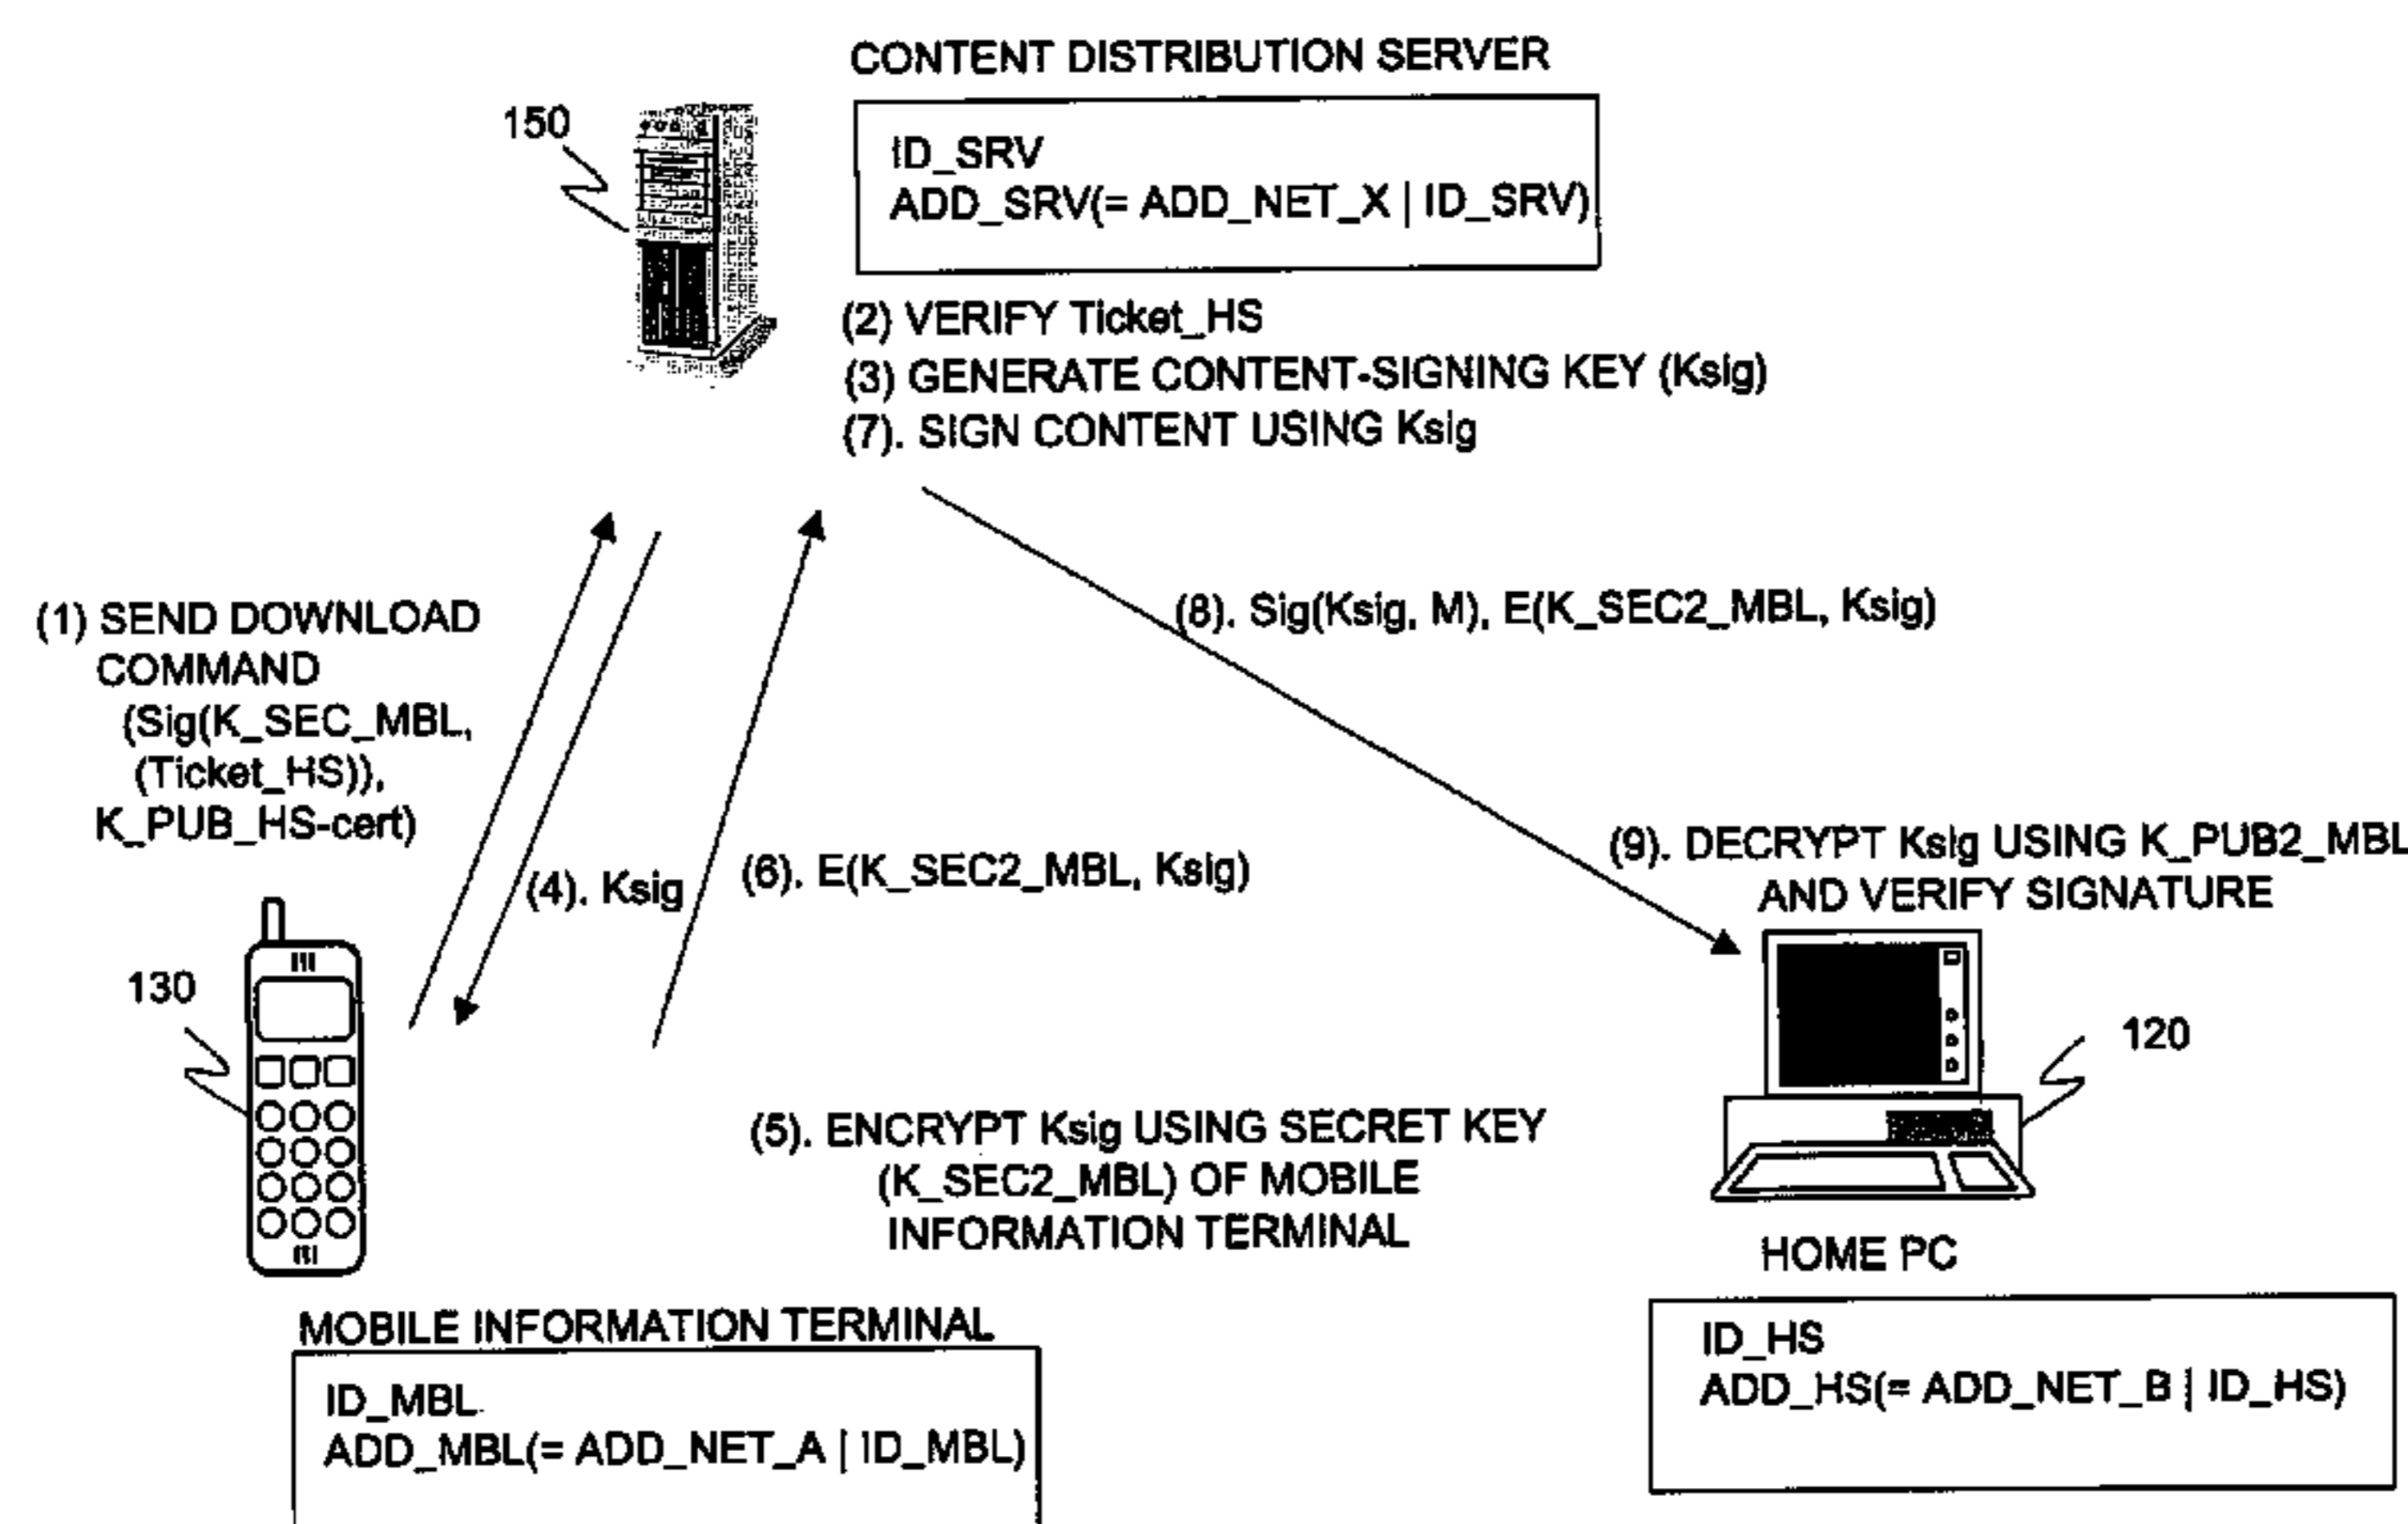 CONTENT DISTRIBUTION SERVER
150
ID_SRV
ADD_SRV(= ADD_NET_X | ID_SRV)
(2) VERIFY Ticket_HS
(3) GENERATE CONTENT-SIGNING KEY (Ksig)
(7). SIGN CONTENT USING Ksig
(1) SEND DOWNLOAD
COMMAND
(Sig(K_SEC_MBL,
(Ticket_HS)),
K_PUB_HS-cert)
(8). Sig(Ksig, M), E(K_SEC2_MBL, Ksig)
(4). Ksig
(6). E(K_SEC2_MBL, Ksig)
(9). DECRYPT Ksig USING K_PUB2_MBL
AND VERIFY SIGNATURE
130
120
(5). ENCRYPT Ksig USING SECRET KEY
(K_SEC2_MBL) OF MOBILE
INFORMATION TERMINAL
HOME PC
ID_HS
ADD_HS(= ADD_NET_B | ID_HS)
MOBILE INFORMATION TERMINAL
ID_MBL
ADD_MBL(= ADD_NET_A | ID_MBL)